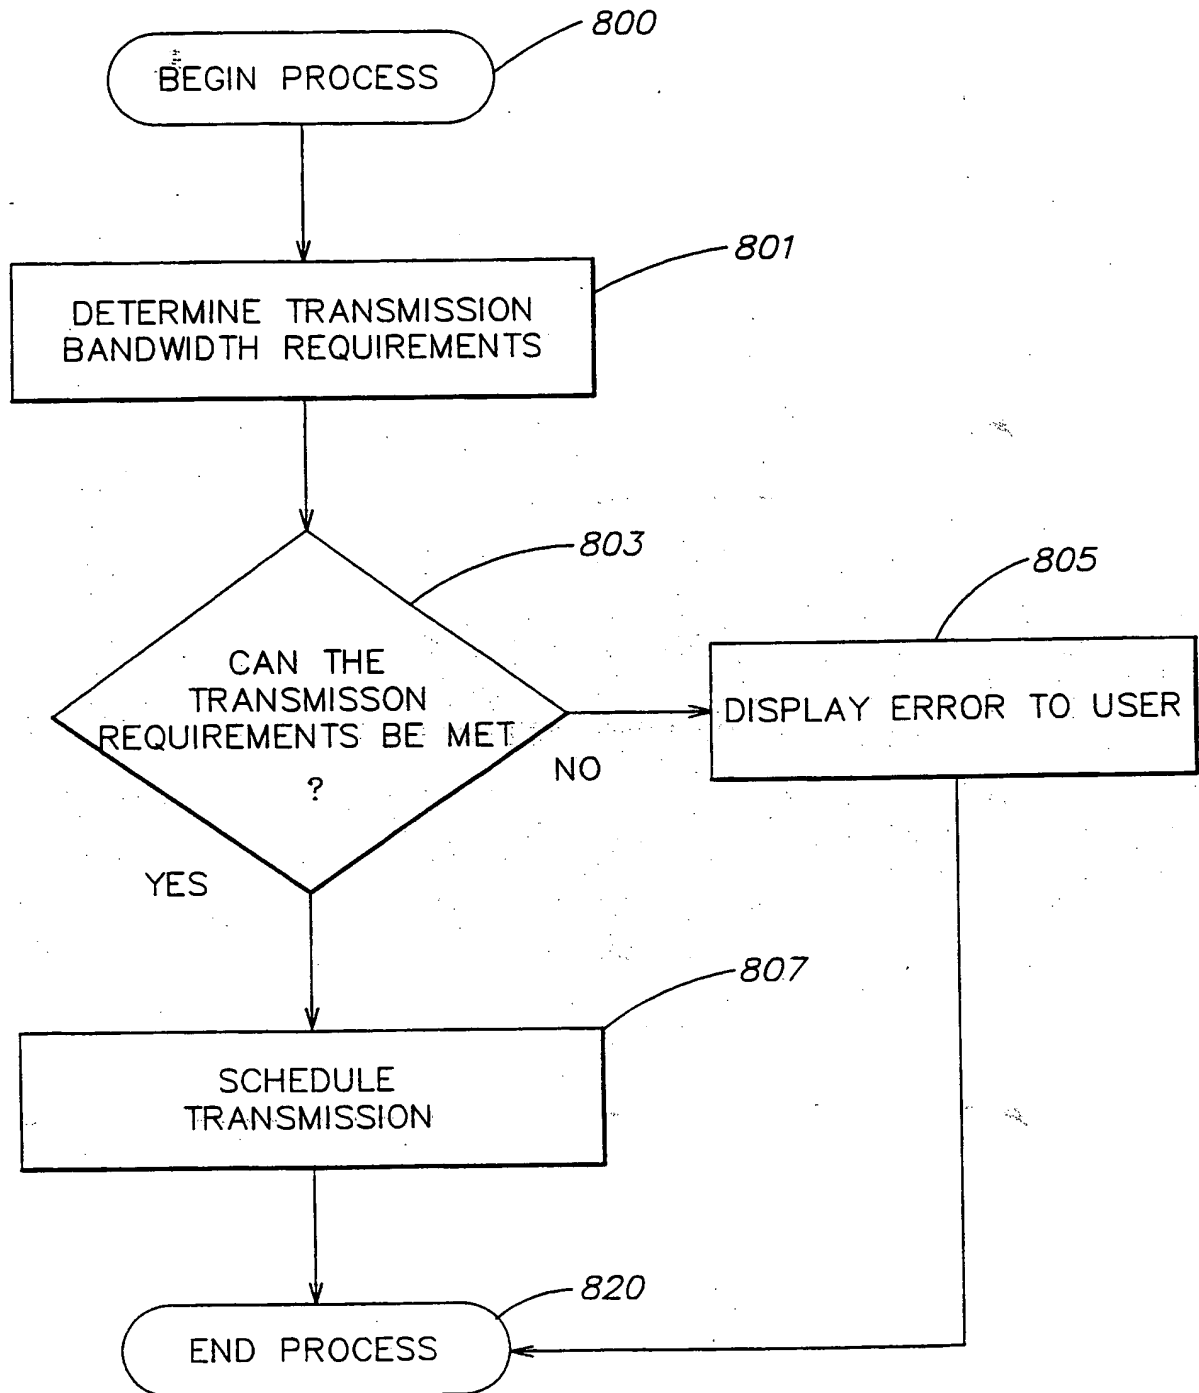 800
BEGIN PROCESS
801
DETERMINE TRANSMISSION
BANDWIDTH REQUIREMENTS
803
805
CAN THE
TRANSMISSON
REQUIREMENTS BE MET
?
DISPLAY ERROR TO USER
NO
YES
807
SCHEDULE
TRANSMISSION
820
END PROCESS